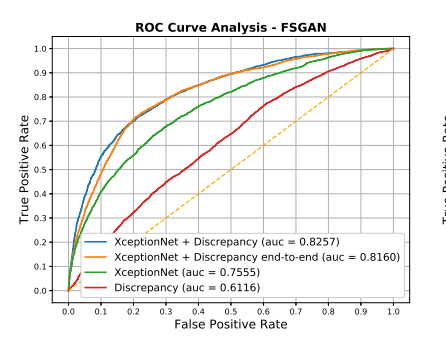 ROC Curve Analysis - FSGAN
True Positive Rate
1.0
0.9
0.8
0.7
0.6
0.5
0.4
0.3
0.2
0.1
0.0
XceptionNet + Discrepancy (auc = 0.8257)
XceptionNet + Discrepancy end-to-end (auc = 0.8160)
XceptionNet (auc = 0.7555)
Discrepancy (auc = 0.6116)
0.0 0.1 0.2 0.3 0.4 0.5 0.6 0.7 0.8 0.9 1.0
False Positive Rate